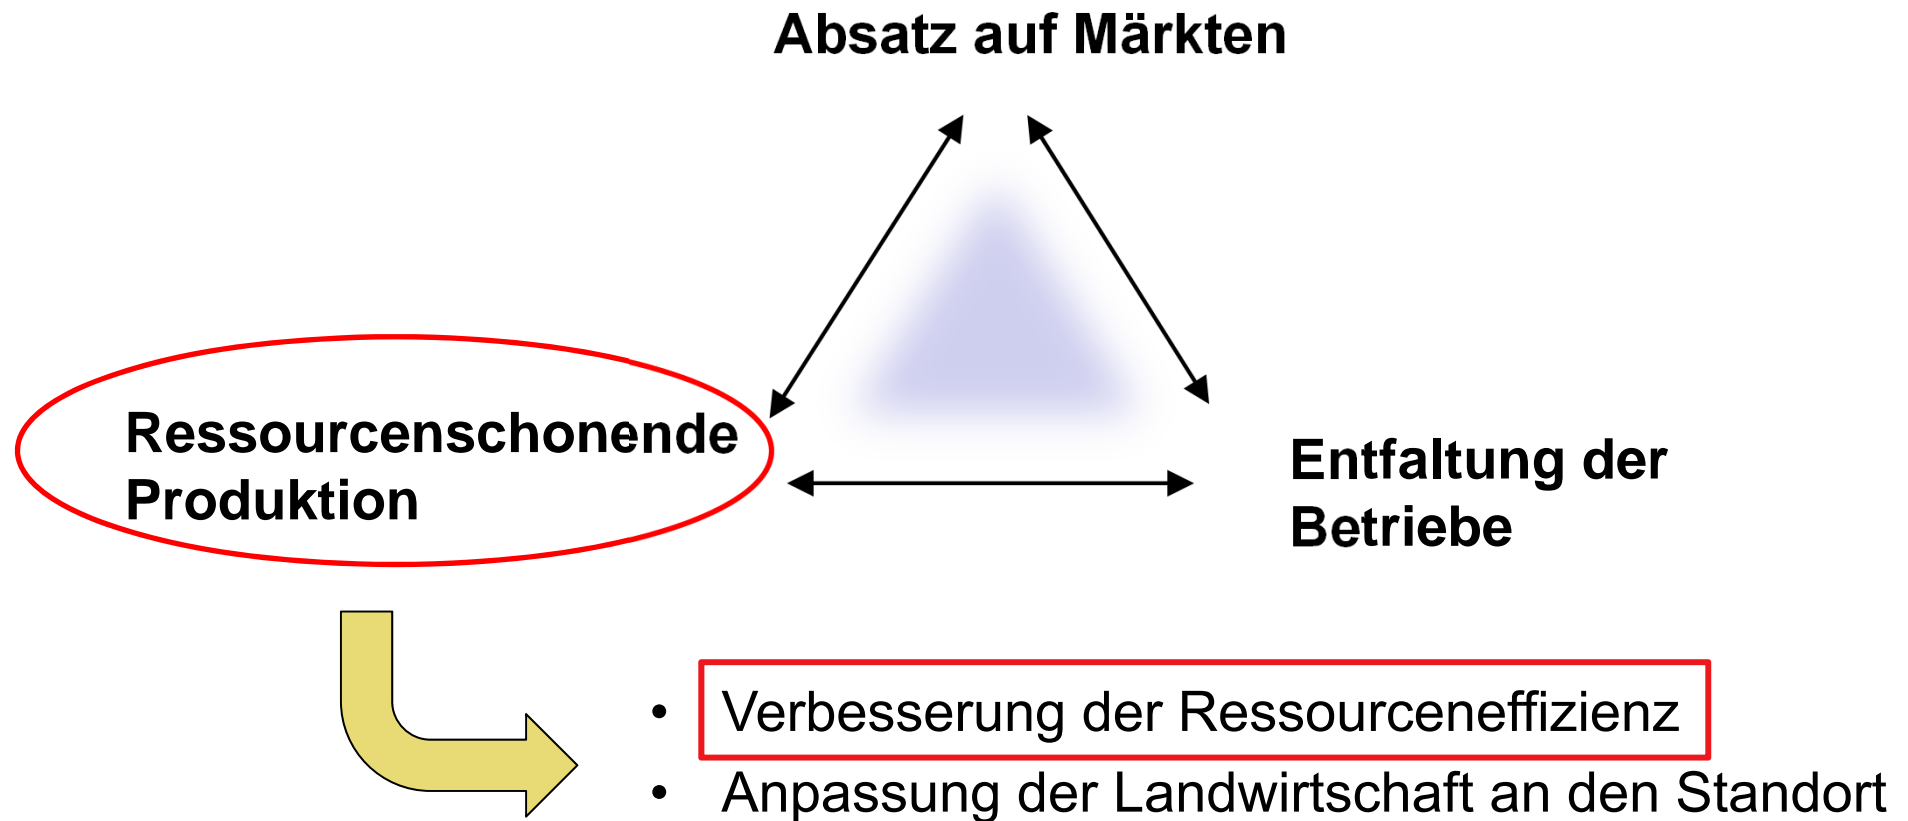 Absatz auf Märkten
Ressourcenschonende
Produktion
Entfaltung der
Betriebe
• Verbesserung der Ressourceneffizienz
• Anpassung der Landwirtschaft an den Standort